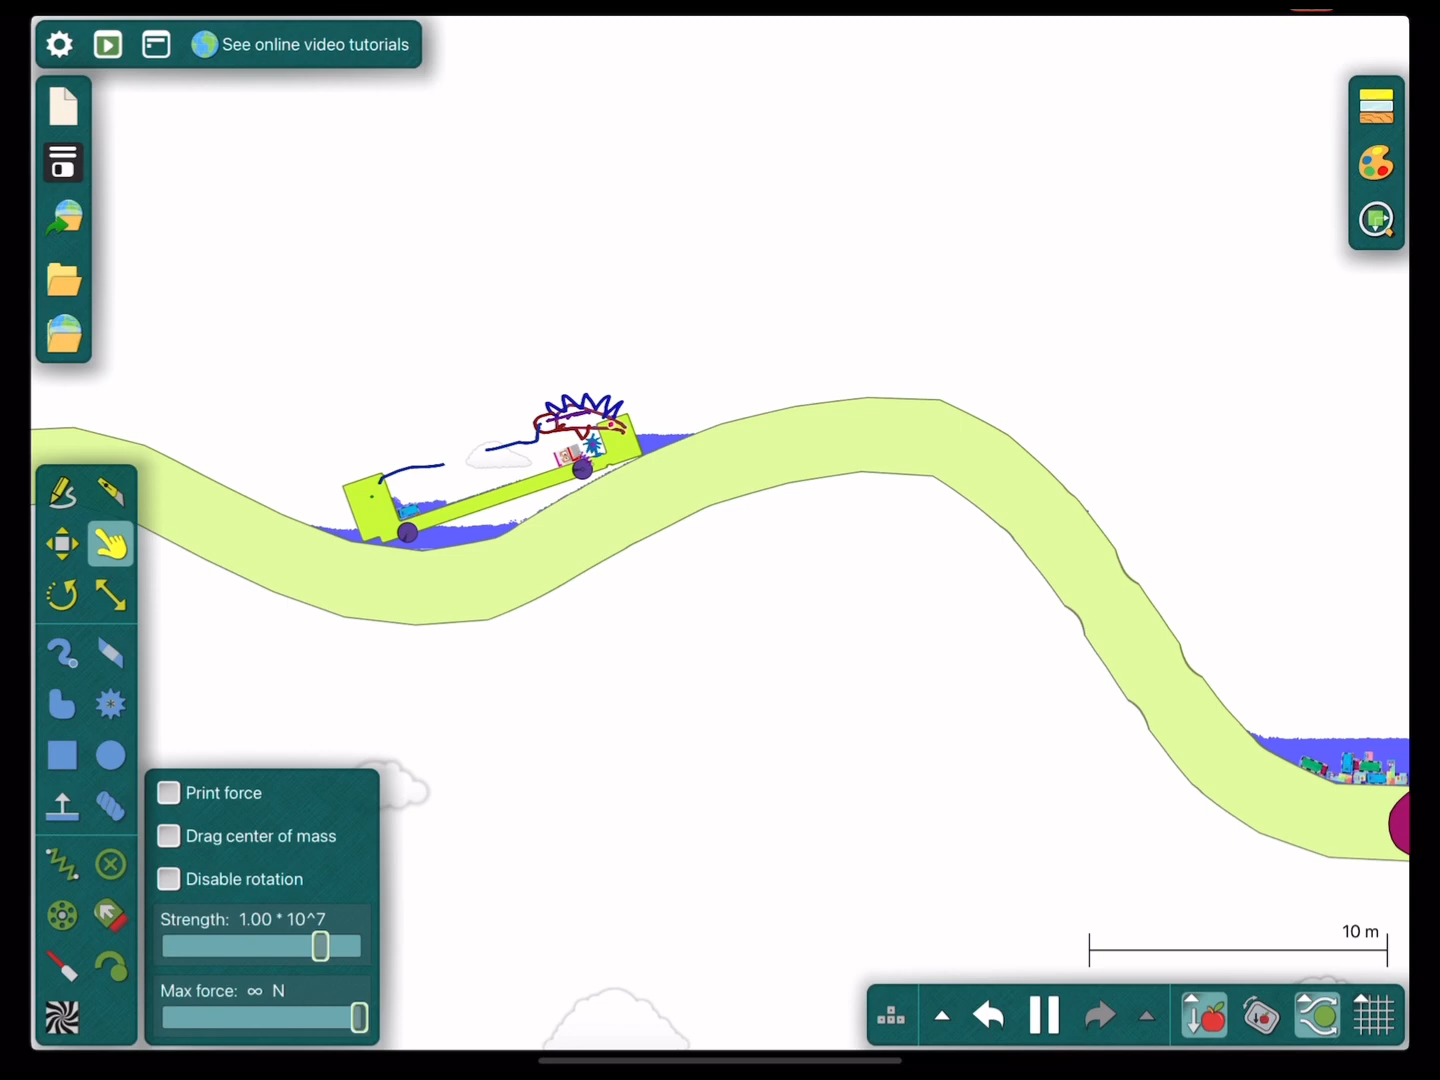 See online video tutorials
Print force
Drag center of mass
Disable rotation
Strength: 1.00 * 10^7
Max force: ∞ N
10 m